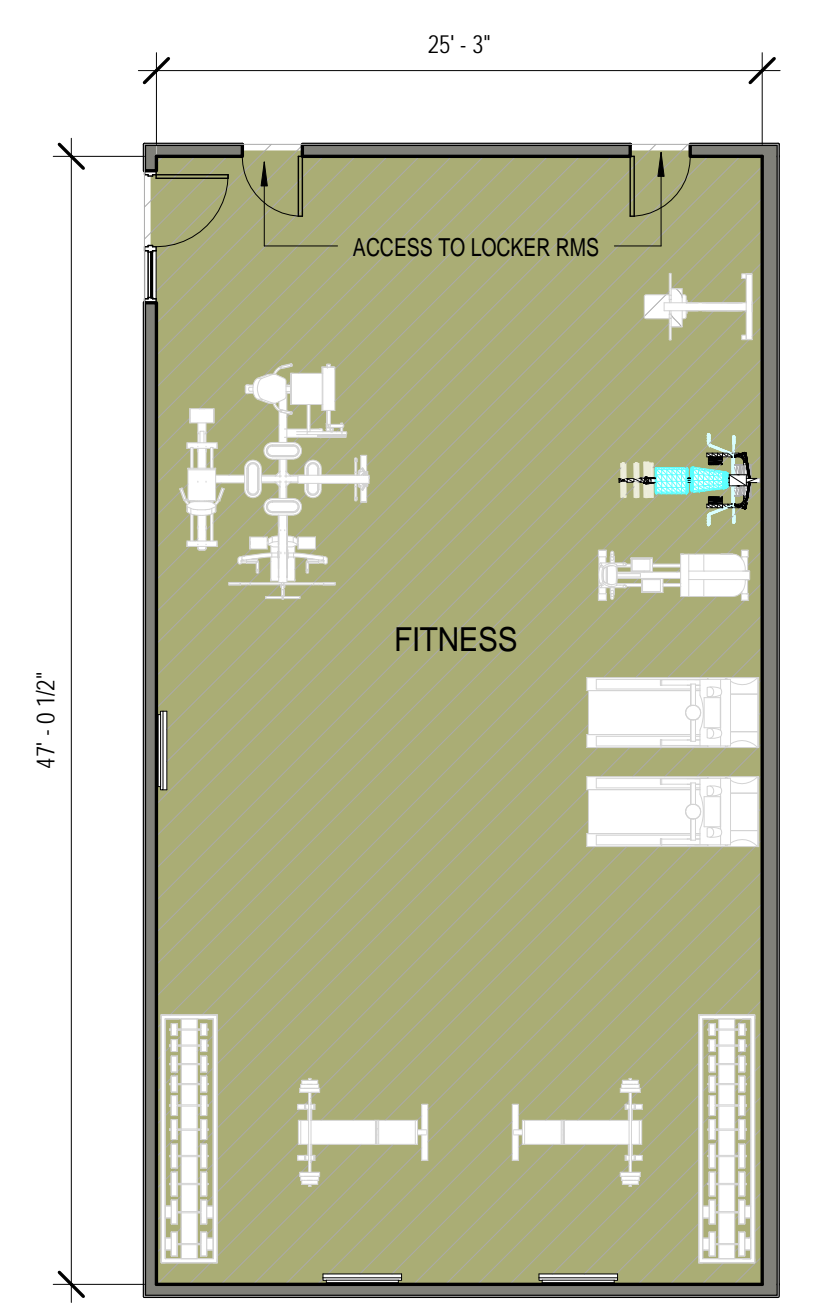 25' - 3"
ACCESS TO LOCKER RMS
FITNESS
47' - 0 1/2"